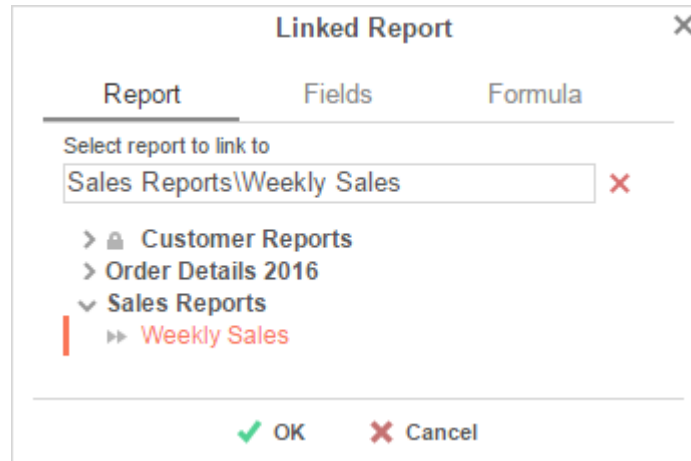 Linked Report
Report Fields Formula
Select report to link to
Sales Reports\Weekly Sales
Customer Reports
Order Details 2016
Sales Reports
Weekly Sales
OK Cancel